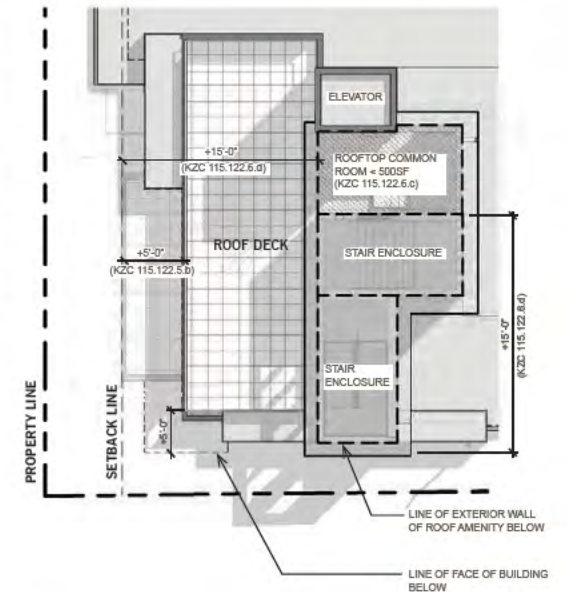 ELEVATOR
+15'-0"
(KZC 115.122.6.d)
ROOFTOP COMMON
ROOM < 500SF
(KZC 115.122.6.c)
ROOF DECK
STAIR ENCLOSURE
+5'-0"
(KZC 115.122.5.b)
+15'-0"
(KZC 115.122.6.d)
STAIR
ENCLOSURE
PROPERTY LINE
SETBACK LINE
+5'-0"
LINE OF EXTERIOR WALL
OF ROOF AMENITY BELOW
LINE OF FACE OF BUILDING
BELOW